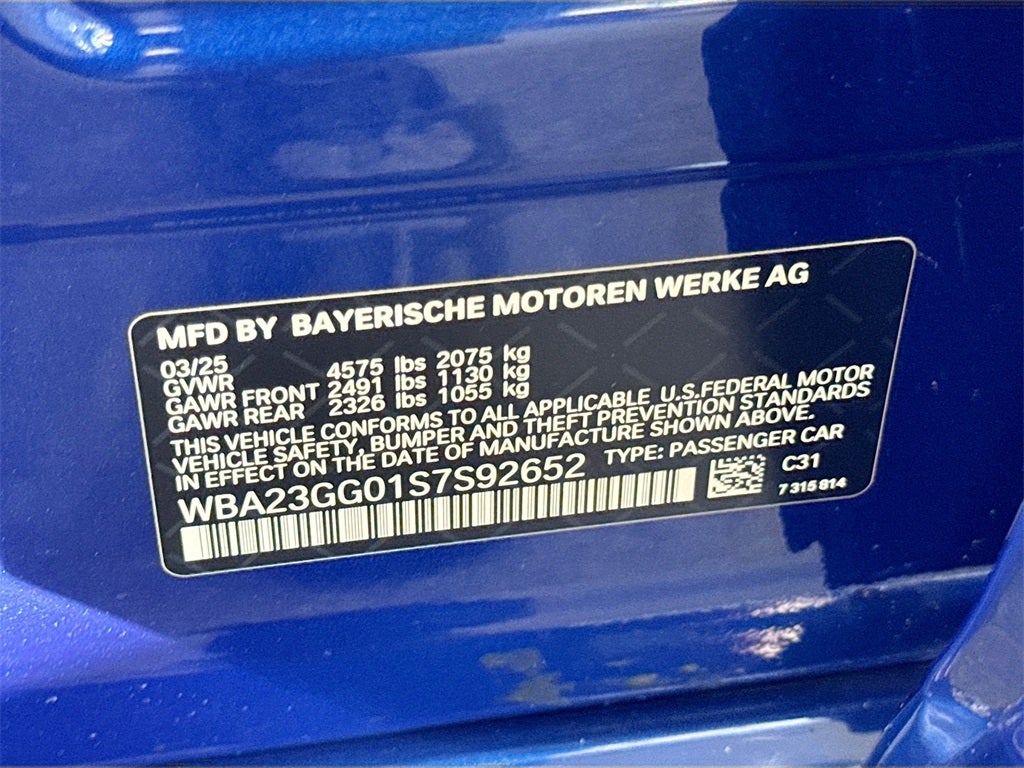 MFD BY BAYERISCHE MOTOREN WERKE AG
03/25
GVWR 4575 lbs 2075 kg
GAWR FRONT 2491 lbs 1130 kg
GAWR REAR 2326 lbs 1055 kg
THIS VEHICLE CONFORMS TO ALL APPLICABLE U.S.FEDERAL MOTOR
VEHICLE SAFETY, BUMPER AND THEFT PREVENTION STANDARDS
IN EFFECT ON THE DATE OF MANUFACTURE SHOWN ABOVE.
WBA23GG01S7S92652 TYPE: PASSENGER CAR
C31
7 315 814